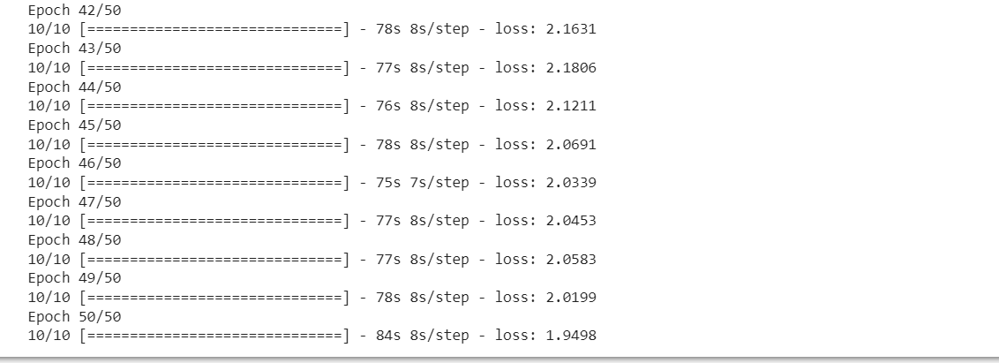 Epoch 42/50
10/10 [==============================] - 78s 8s/step - loss: 2.1631
Epoch 43/50
10/10 [==============================] - 77s 8s/step - loss: 2.1806
Epoch 44/50
10/10 [==============================] - 76s 8s/step - loss: 2.1211
Epoch 45/50
10/10 [==============================] - 78s 8s/step - loss: 2.0691
Epoch 46/50
10/10 [==============================] - 75s 7s/step - loss: 2.0339
Epoch 47/50
10/10 [==============================] - 77s 8s/step - loss: 2.0453
Epoch 48/50
10/10 [==============================] - 77s 8s/step - loss: 2.0583
Epoch 49/50
10/10 [==============================] - 78s 8s/step - loss: 2.0199
Epoch 50/50
10/10 [==============================] - 84s 8s/step - loss: 1.9498